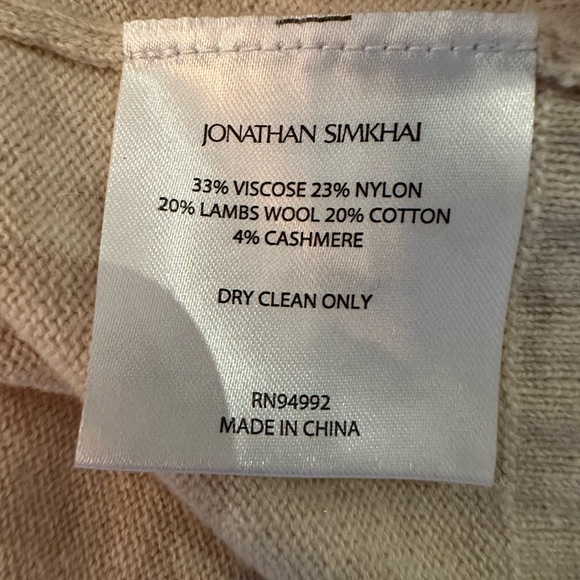 JONATHAN SIMKHAI
33% VISCOSE 23% NYLON
20% LAMBS WOOL 20% COTTON
4% CASHMERE
DRY CLEAN ONLY
RN94992
MADE IN CHINA